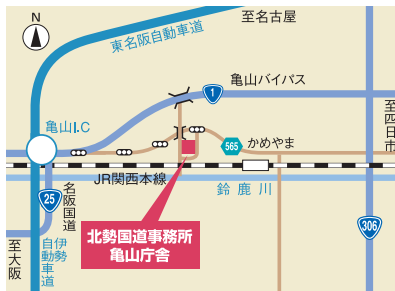 N
至名古屋
東名阪自動車道
1
亀山バイパス
亀山I.C
565
かめやま
至四日市
JR関西本線
鈴鹿川
名阪国道
25
北勢国道事務所
亀山庁舎
306
至大阪
伊勢
自動車道